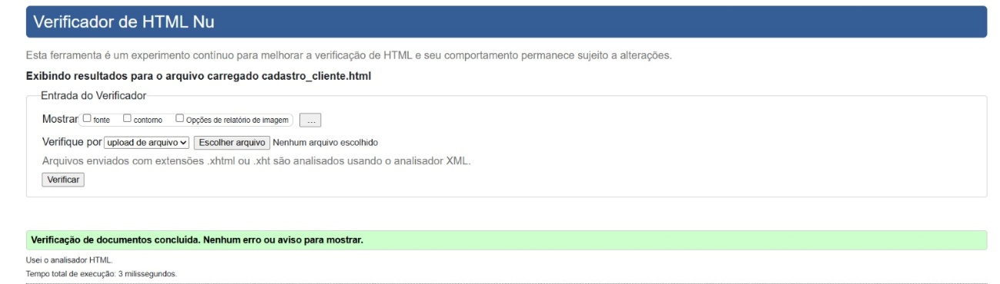 Verificador de HTML Nu
Esta ferramenta é um experimento contínuo para melhorar a verificação de HTML e seu comportamento permanece sujeito a alterações.
Exibindo resultados para o arquivo carregado cadastro_cliente.html
Entrada do Verificador
Mostrar fonte contorno Opções de relatório de imagem ...
Verifique por upload de arquivo Escolher arquivo Nenhum arquivo escolhido
Arquivos enviados com extensões .xhtml ou .xht são analisados usando o analisador XML.
Verificar
Verificação de documentos concluída. Nenhum erro ou aviso para mostrar.
Usei o analisador HTML.
Tempo total de execução: 3 milissegundos.